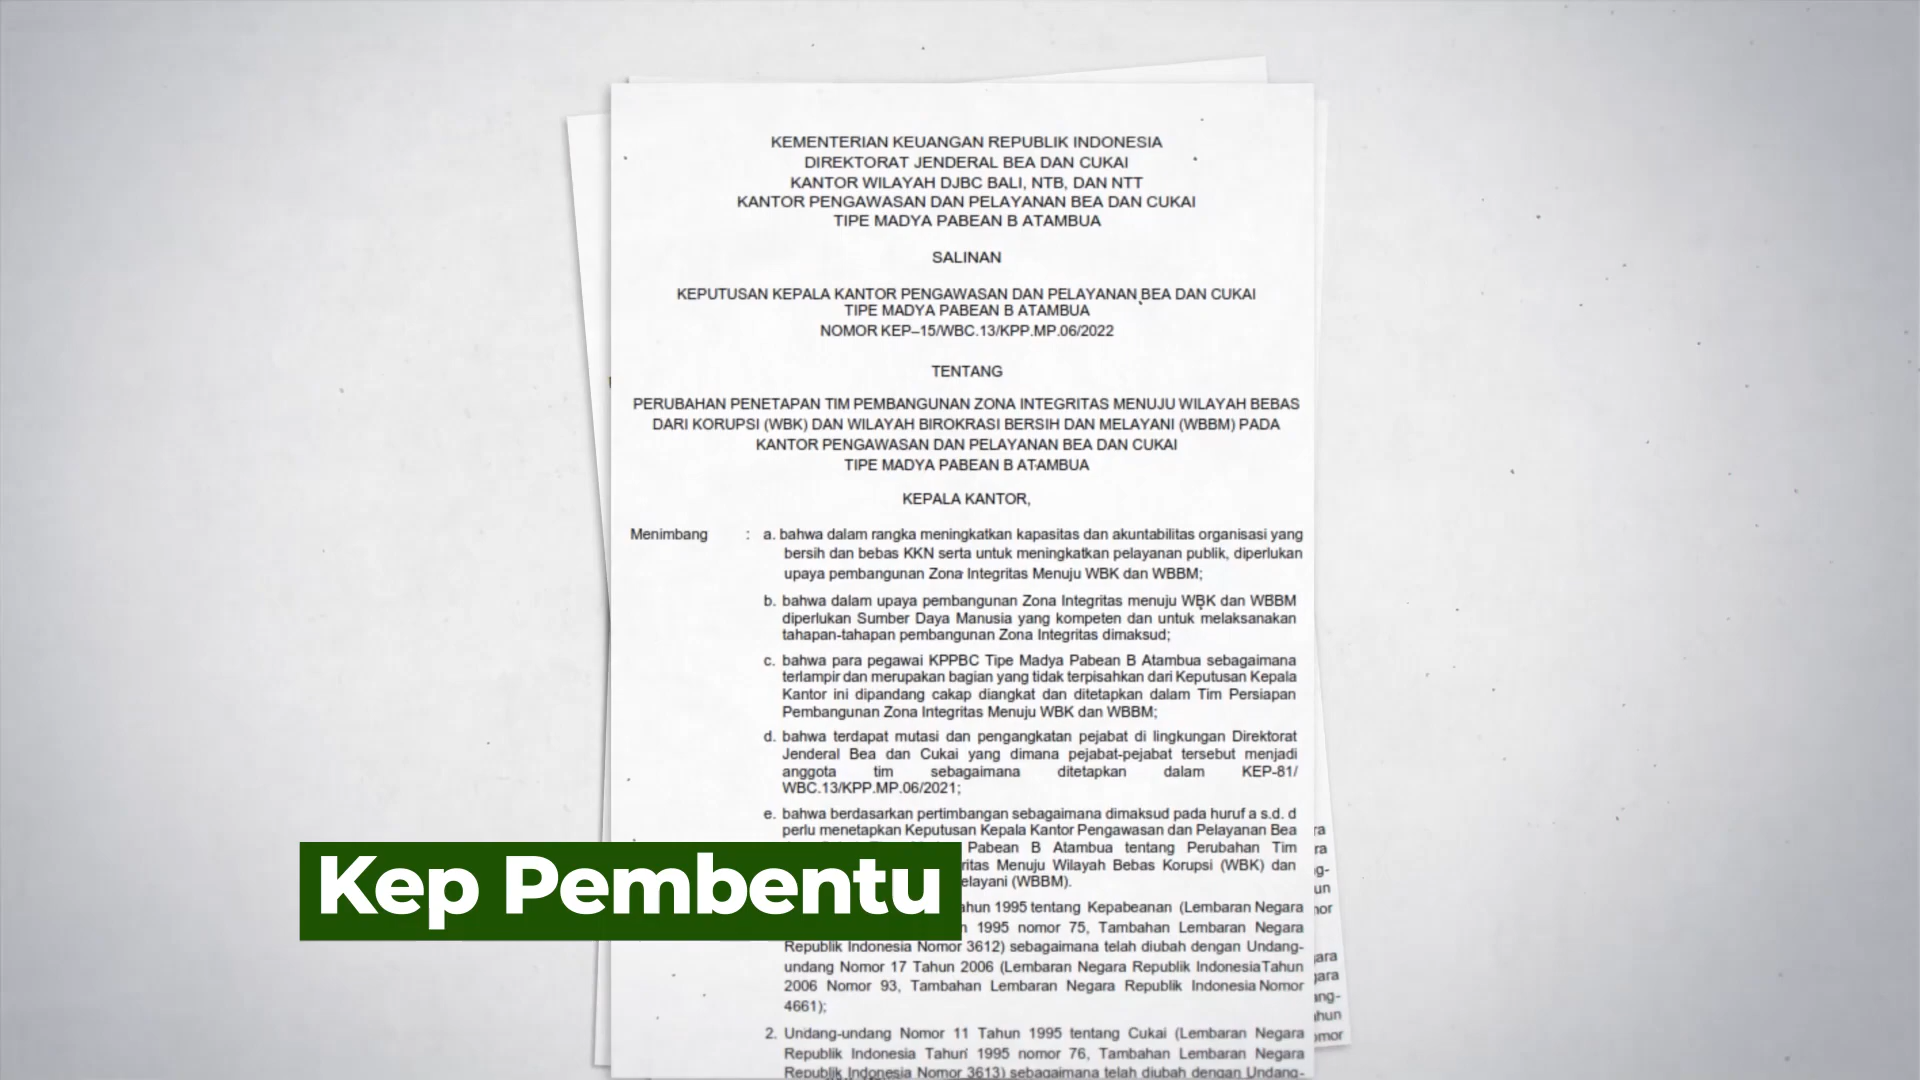 KEMENTERIAN KEUANGAN REPUBLIK INDONESIA
DIREKTORAT JENDERAL BEA DAN CUKAI
KANTOR WILAYAH DJBC BALI, NTB, DAN NTT
KANTOR PENGAWASAN DAN PELAYANAN BEA DAN CUKAI
TIPE MADYA PABEAN B ATAMBUA
SALINAN
KEPUTUSAN KEPALA KANTOR PENGAWASAN DAN PELAYANAN BEA DAN CUKAI
TIPE MADYA PABEAN B ATAMBUA
NOMOR KEP–15/WBC.13/KPP.MP.06/2022
TENTANG
PERUBAHAN PENETAPAN TIM PEMBANGUNAN ZONA INTEGRITAS MENUJU WILAYAH BEBAS
DARI KORUPSI (WBK) DAN WILAYAH BIROKRASI BERSIH DAN MELAYANI (WBBM) PADA
KANTOR PENGAWASAN DAN PELAYANAN BEA DAN CUKAI
TIPE MADYA PABEAN B ATAMBUA
KEPALA KANTOR,
Menimbang : a. bahwa dalam rangka meningkatkan kapasitas dan akuntabilitas organisasi yang
bersih dan bebas KKN serta untuk meningkatkan pelayanan publik, diperlukan
upaya pembangunan Zona Integritas Menuju WBK dan WBBM;
b. bahwa dalam upaya pembangunan Zona Integritas menuju WBK dan WBBM
diperlukan Sumber Daya Manusia yang kompeten dan untuk melaksanakan
tahapan-tahapan pembangunan Zona Integritas dimaksud;
c. bahwa para pegawai KPPBC Tipe Madya Pabean B Atambua sebagaimana
terlampir dan merupakan bagian yang tidak terpisahkan dari Keputusan Kepala
Kantor ini dipandang cakap diangkat dan ditetapkan dalam Tim Persiapan
Pembangunan Zona Integritas Menuju WBK dan WBBM;
d. bahwa terdapat mutasi dan pengangkatan pejabat di lingkungan Direktorat
Jenderal Bea dan Cukai yang dimana pejabat-pejabat tersebut menjadi
anggota tim sebagaimana ditetapkan dalam KEP-81/
WBC.13/KPP.MP.06/2021;
e. bahwa berdasarkan pertimbangan sebagaimana dimaksud pada huruf a s.d. d
perlu menetapkan Keputusan Kepala Kantor Pengawasan dan Pelayanan Bea
Pabean B Atambua tentang Perubahan Tim
Menuju Wilayah Bebas Korupsi (WBK) dan
(WBBM).
1995 tentang Kepabeanan (Lembaran Negara
1995 nomor 75, Tambahan Lembaran Negara
Republik Indonesia Nomor 3612) sebagaimana telah diubah dengan Undang-
undang Nomor 17 Tahun 2006 (Lembaran Negara Republik Indonesia Tahun
2006 Nomor 93, Tambahan Lembaran Negara Republik Indonesia Nomor
4661);
2. Undang-undang Nomor 11 Tahun 1995 tentang Cukai (Lembaran Negara
Republik Indonesia Tahun 1995 nomor 76, Tambahan Lembaran Negara
Republik Indonesia Nomor 3613) sebagaimana telah diubah dengan Undang-
Kep Pembentu